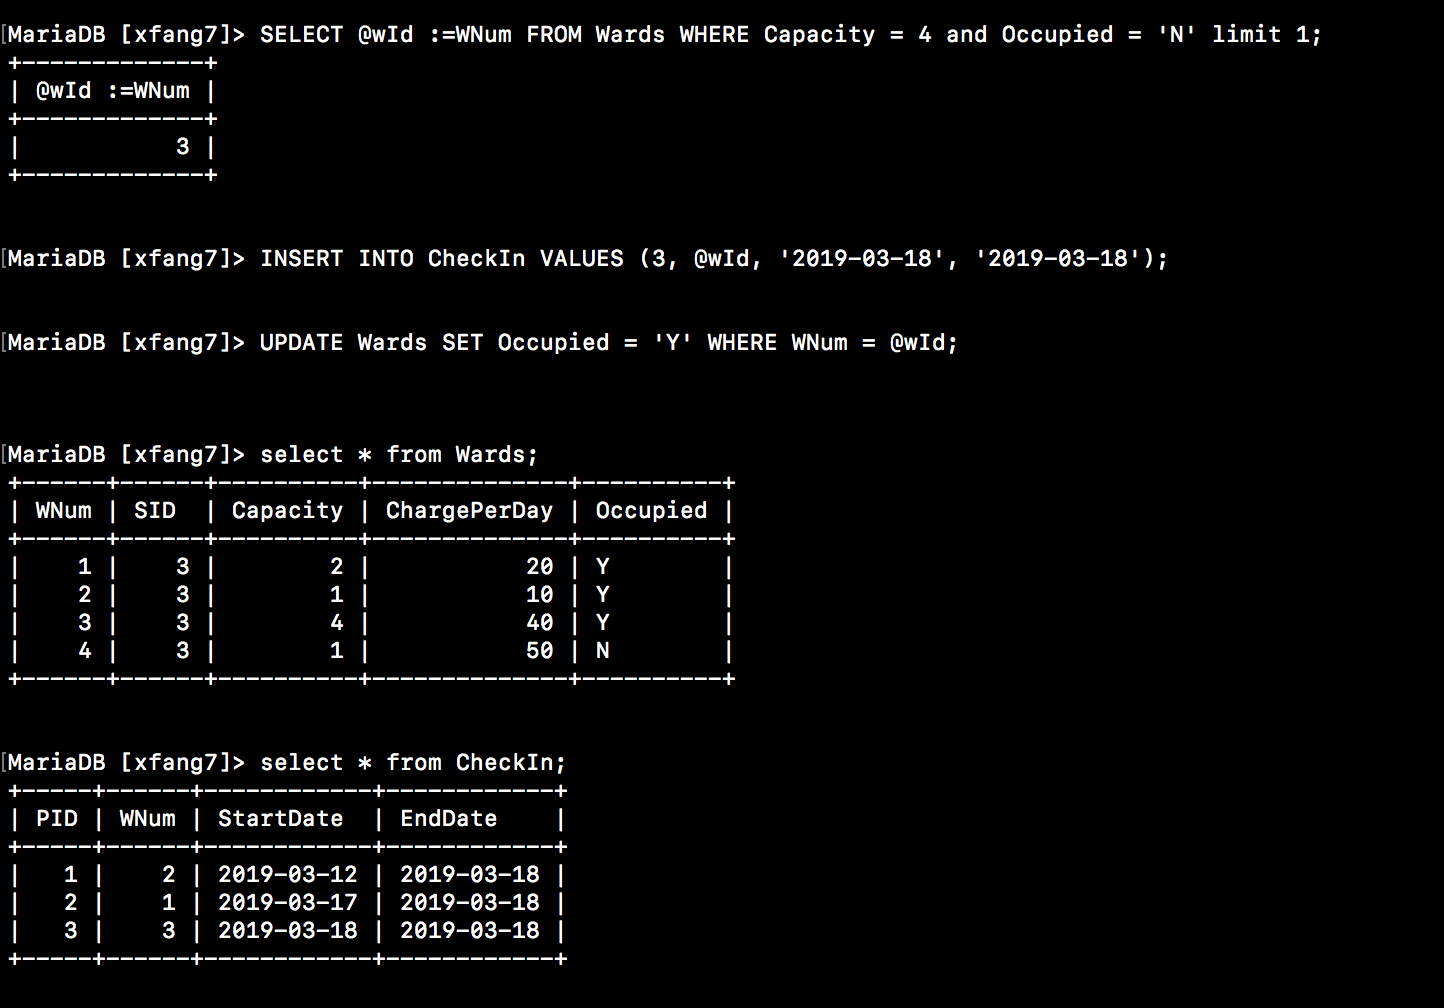 [MariaDB [xfang7]> SELECT @wId :=WNum FROM Wards WHERE Capacity = 4 and Occupied = 'N' limit 1;
+-------------+
| @wId :=WNum |
+-------------+
|           3 |
+-------------+
[MariaDB [xfang7]> INSERT INTO CheckIn VALUES (3, @wId, '2019-03-18', '2019-03-18');
[MariaDB [xfang7]> UPDATE Wards SET Occupied = 'Y' WHERE WNum = @wId;
[MariaDB [xfang7]> select * from Wards;
+------+------+----------+--------------+----------+
| WNum | SID  | Capacity | ChargePerDay | Occupied |
+------+------+----------+--------------+----------+
|    1 |    3 |        2 |           20 | Y        |
|    2 |    3 |        1 |           10 | Y        |
|    3 |    3 |        4 |           40 | Y        |
|    4 |    3 |        1 |           50 | N        |
+------+------+----------+--------------+----------+
[MariaDB [xfang7]> select * from CheckIn;
+-----+------+------------+------------+
| PID | WNum | StartDate  | EndDate    |
+-----+------+------------+------------+
|   1 |    2 | 2019-03-12 | 2019-03-18 |
|   2 |    1 | 2019-03-17 | 2019-03-18 |
|   3 |    3 | 2019-03-18 | 2019-03-18 |
+-----+------+------------+------------+